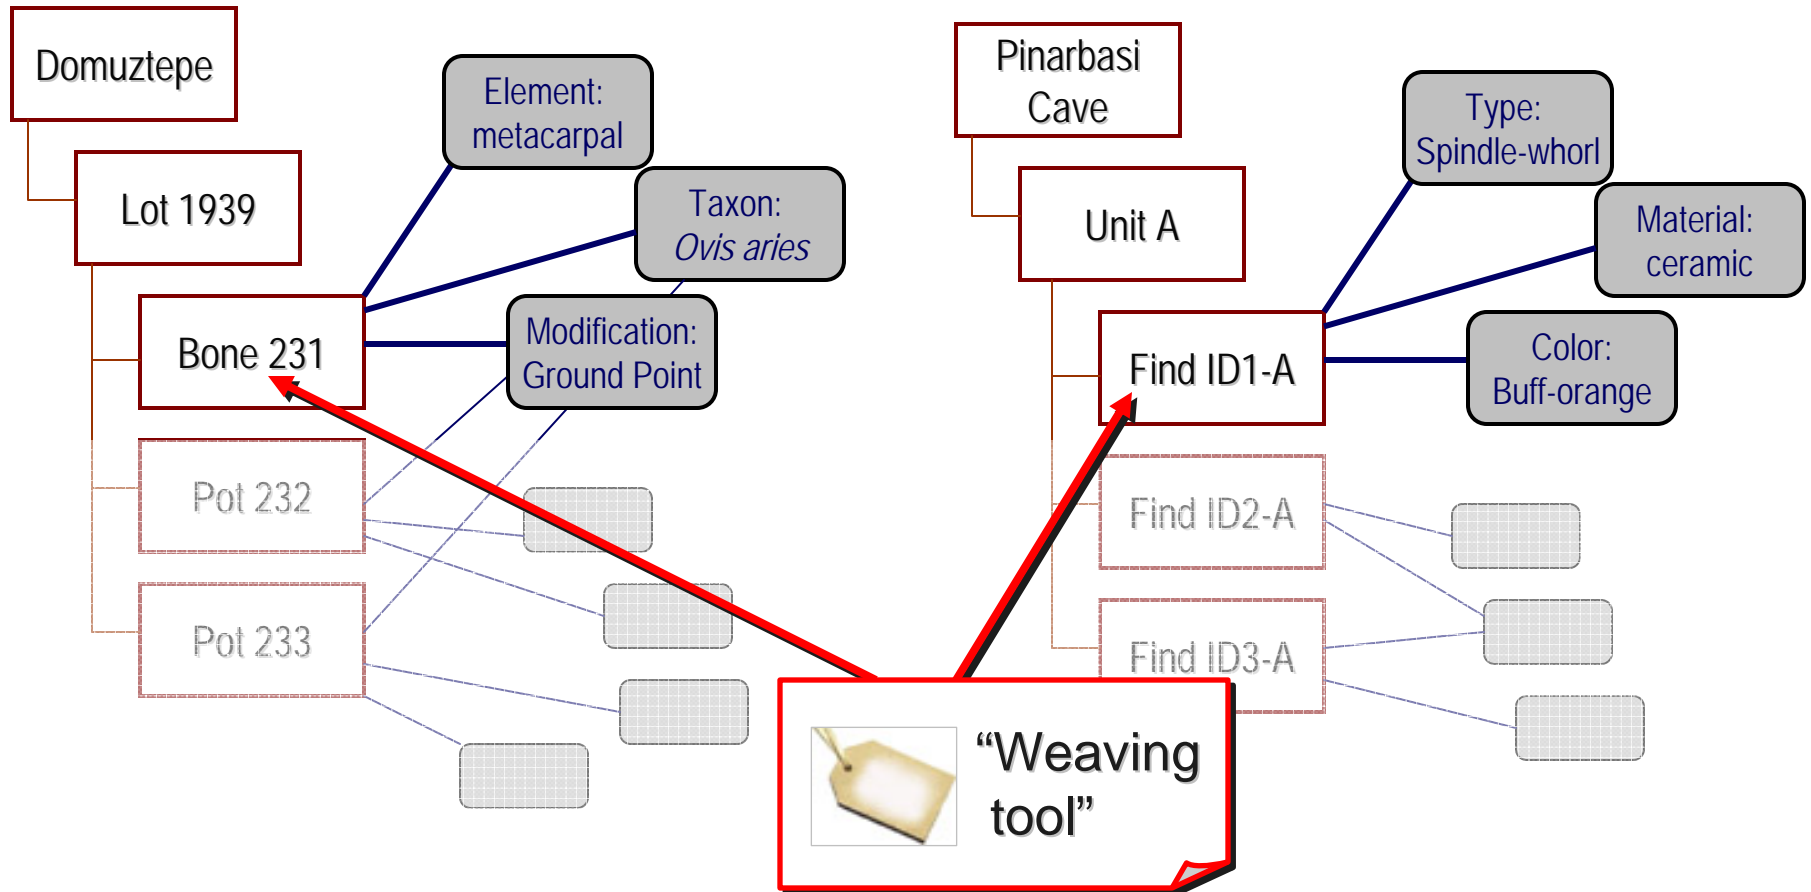 Domuztepe
Lot 1939
Bone 231
Pot 232
Pot 233
Element:
metacarpal
Taxon:
Ovis aries
Modification:
Ground Point
Pinarbasi
Cave
Unit A
Find ID1-A
Find ID2-A
Find ID3-A
Type:
Spindle-whorl
Material:
ceramic
Color:
Buff-orange
“Weaving
tool”